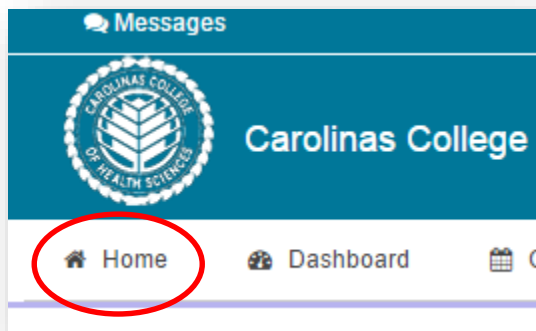 Messages
CAROLINAS COLLEGE
OF HEALTH SCIENCES
Carolinas College
Home Dashboard